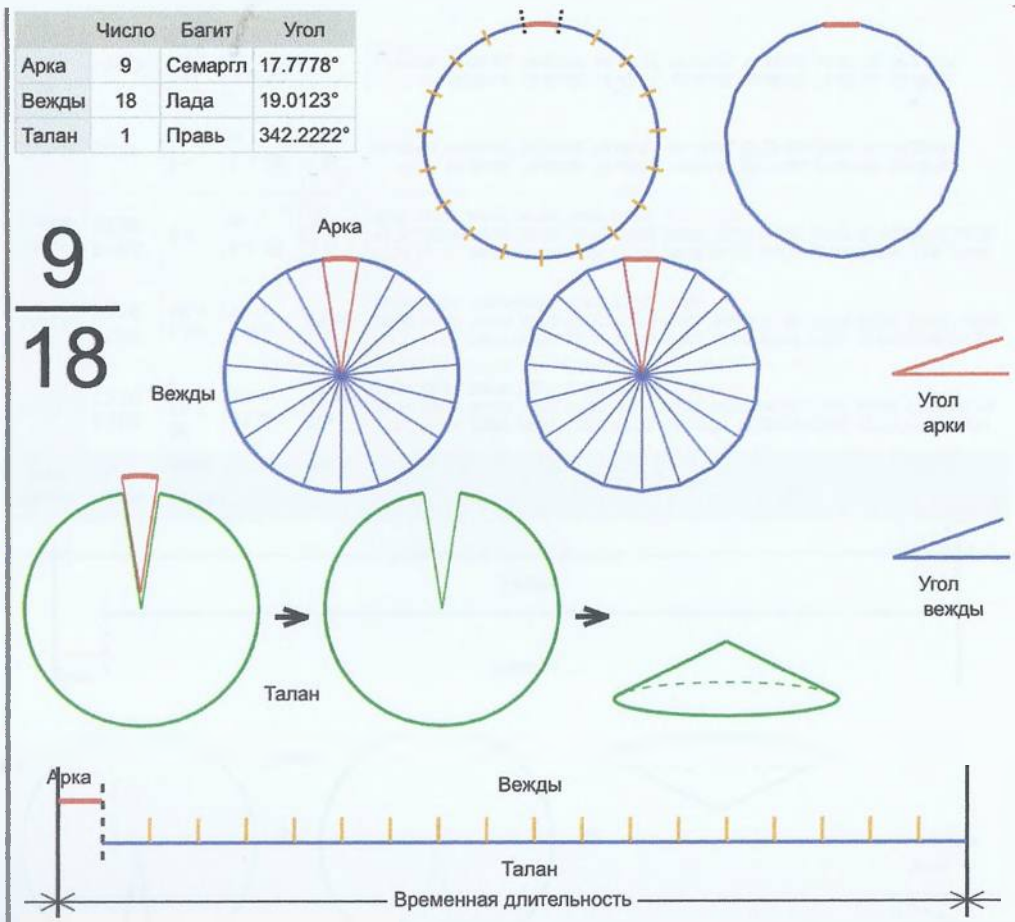 Число Багит Угол
Арка 9 Семаргл 17.7778°
Вежды 18 Лада 19.0123°
Талан 1 Правь 342.2222°
9
18
Арка
Вежды
Угол
арки
Угол
вежды
Талан
Арка
Вежды
Талан
Временная длительность